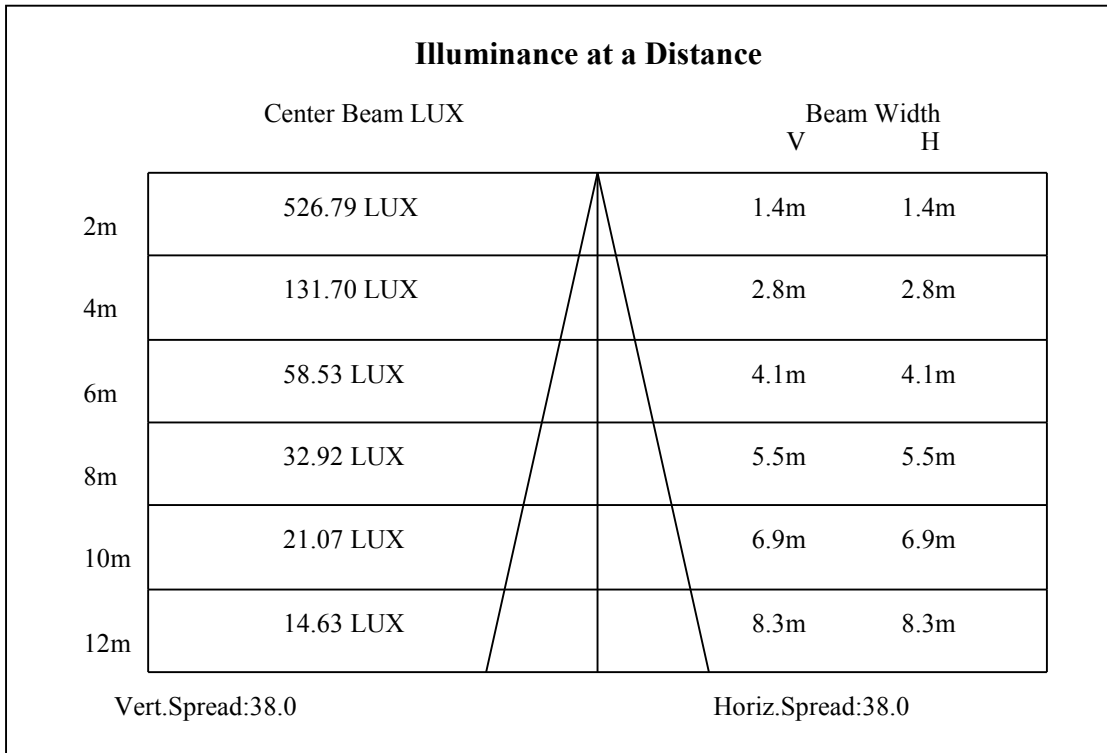 Illuminance at a Distance
Center Beam LUX Beam Width
V H
2m 526.79 LUX 1.4m 1.4m
4m 131.70 LUX 2.8m 2.8m
6m 58.53 LUX 4.1m 4.1m
8m 32.92 LUX 5.5m 5.5m
10m 21.07 LUX 6.9m 6.9m
12m 14.63 LUX 8.3m 8.3m
Vert.Spread:38.0 Horiz.Spread:38.0